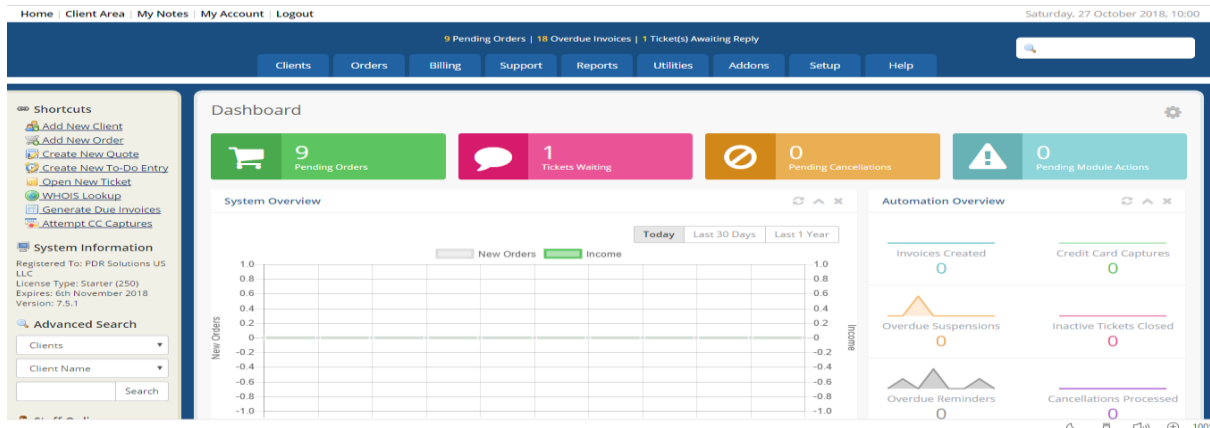 Home | Client Area | My Notes | My Account | Logout
Saturday, 27 October 2018, 10:00
9 Pending Orders | 18 Overdue Invoices | 1 Ticket(s) Awaiting Reply
Clients Orders Billing Support Reports Utilities Addons Setup Help
Shortcuts
Add New Client
Add New Order
Create New Quote
Create New To-Do Entry
Open New Ticket
WHOIS Lookup
Generate Due Invoices
Attempt CC Captures
System Information
Registered To: PDR Solutions US
LLC
License Type: Starter (250)
Expires: 6th November 2018
Version: 7.5.1
Advanced Search
Clients
Client Name
Search
Dashboard
9
Pending Orders
1
Tickets Waiting
0
Pending Cancellations
0
Pending Module Actions
System Overview
Today Last 30 Days Last 1 Year
New Orders Income
1.0 1.0
0.8 0.8
0.6 0.6
0.4 0.4
0.2 0.2
0 0
-0.2 -0.2
-0.4 -0.4
-0.6 -0.6
-0.8 -0.8
-1.0 -1.0
New Orders
Income
Automation Overview
Invoices Created
0
Credit Card Captures
0
Overdue Suspensions
0
Inactive Tickets Closed
0
Overdue Reminders
0
Cancellations Processed
0